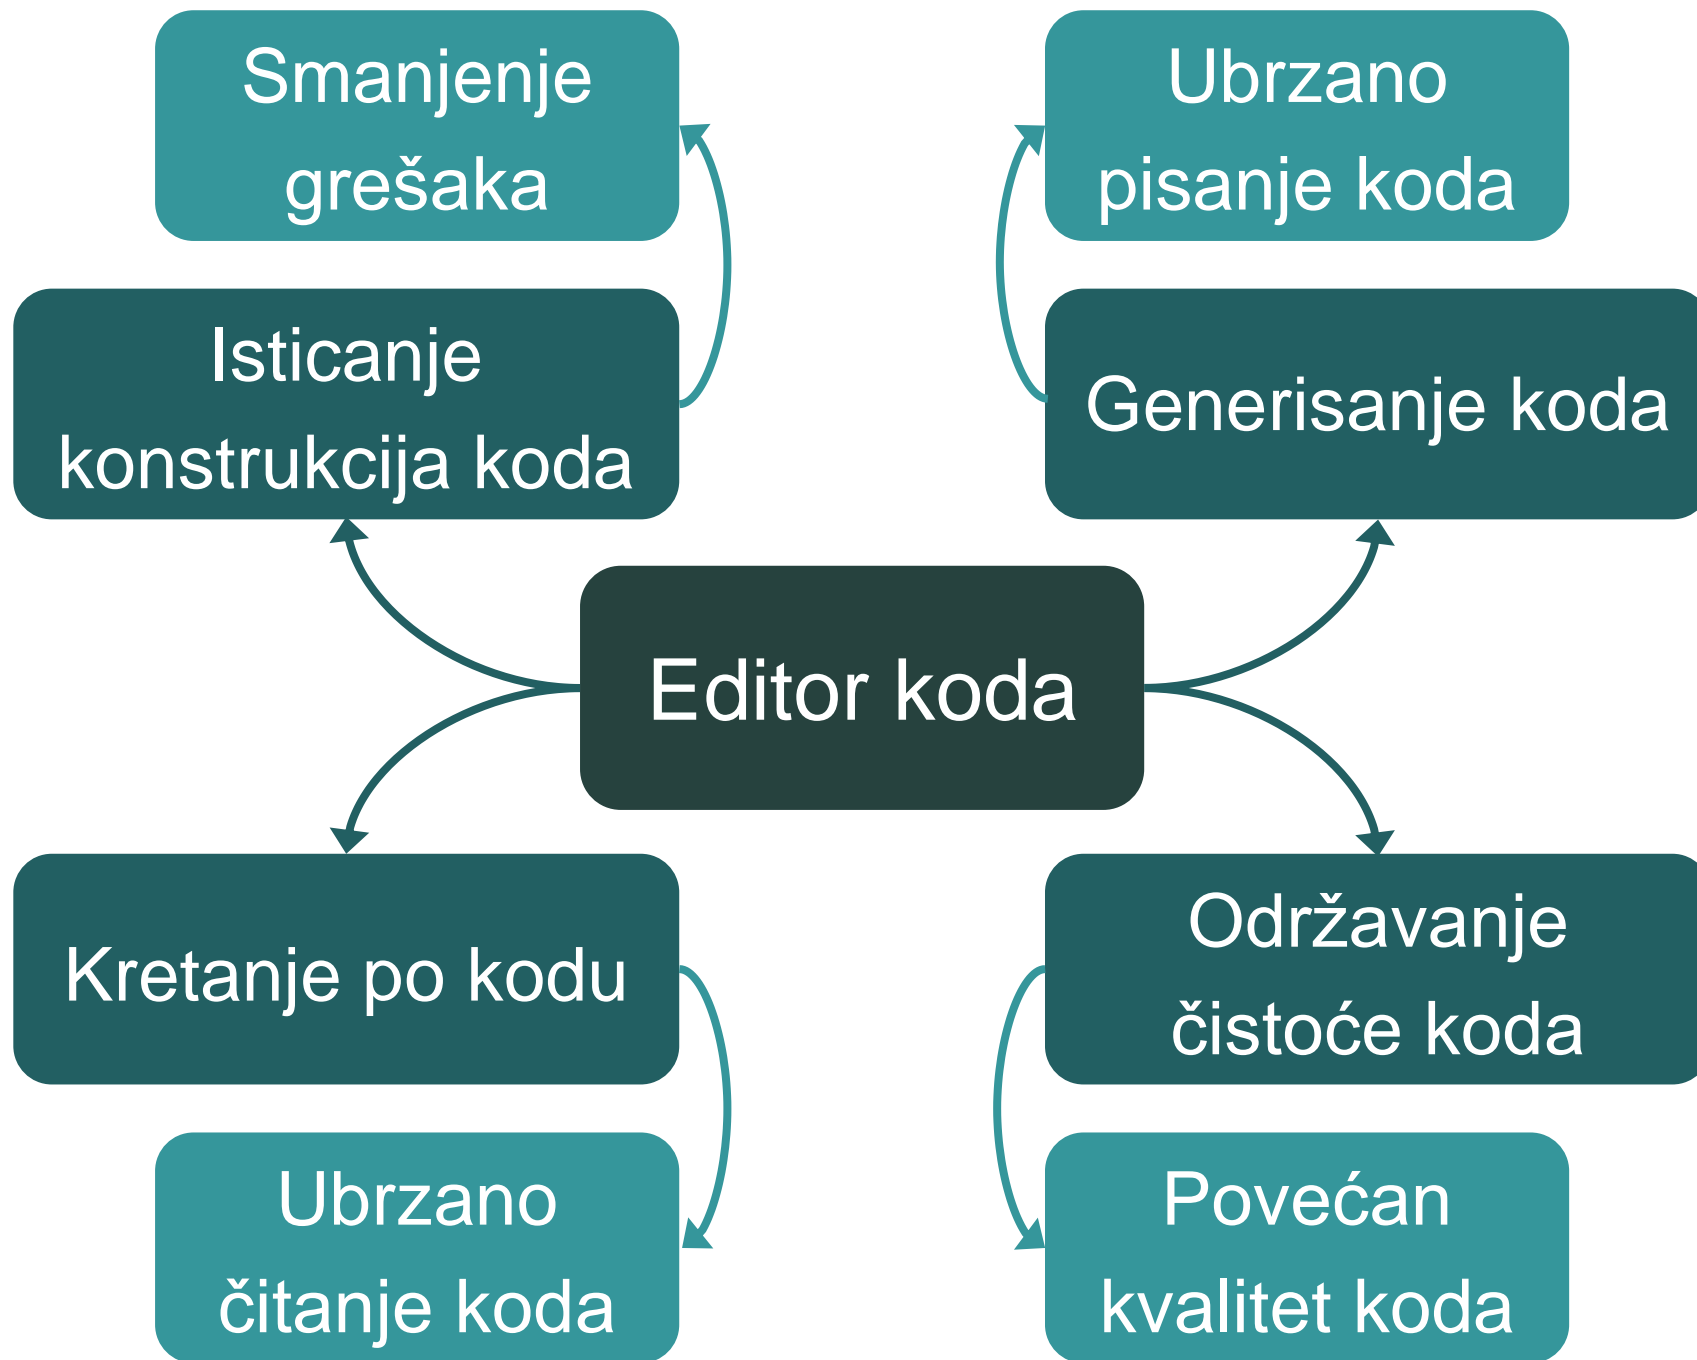 Smanjenje
grešaka
Ubrzano
pisanje koda
Isticanje
konstrukcija koda
Generisanje koda
Editor koda
Kretanje po kodu
Održavanje
čistoće koda
Ubrzano
čitanje koda
Povećan
kvalitet koda